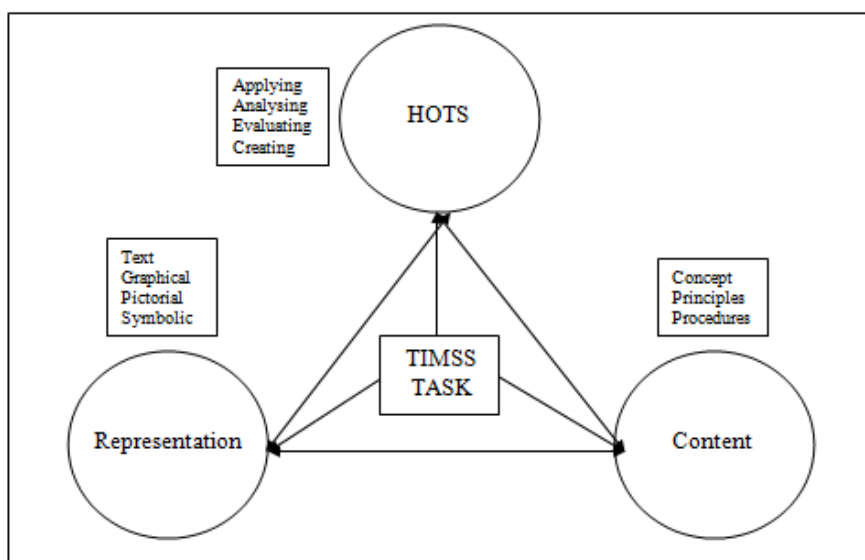 Applying
Analysing
Evaluating
Creating
HOTS
Text
Graphical
Pictorial
Symbolic
Concept
Principles
Procedures
TIMSS
TASK
Representation
Content